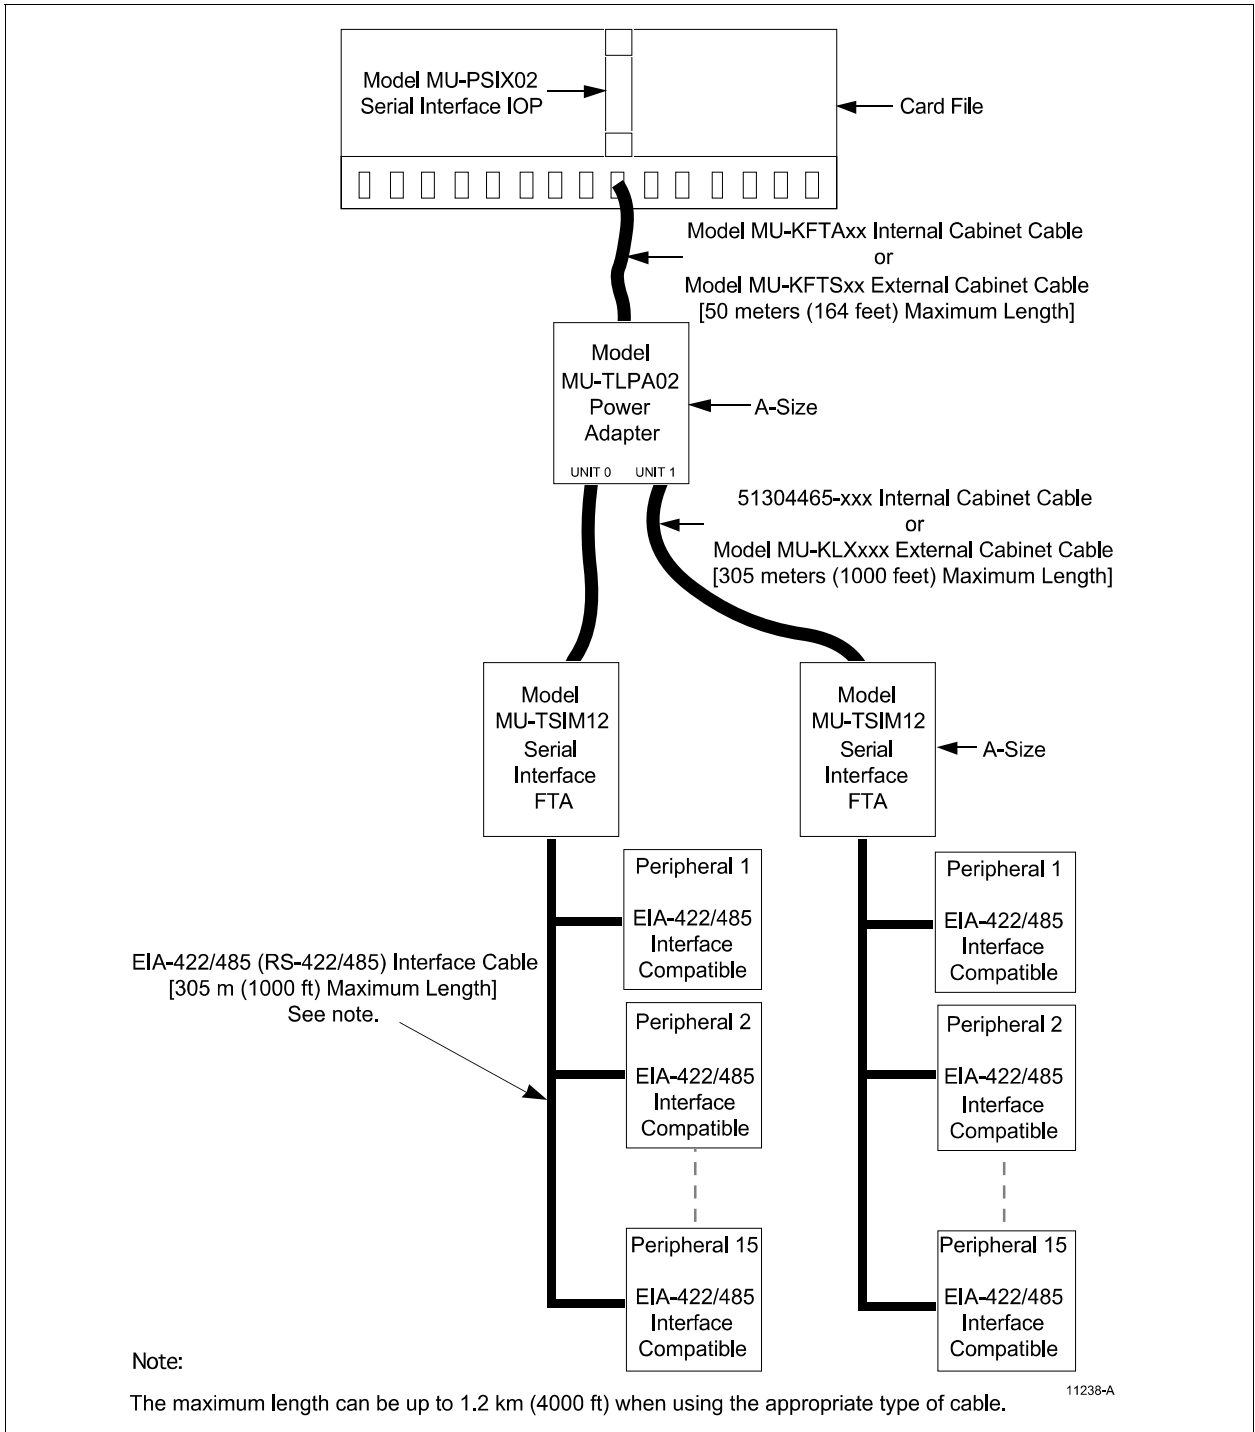 Model MU-PSIX02
Serial Interface IOP
Card File
Model MU-KFTAxx Internal Cabinet Cable
or
Model MU-KFTSxx External Cabinet Cable
[50 meters (164 feet) Maximum Length]
Model
MU-TLPA02
Power
Adapter
A-Size
UNIT 0
UNIT 1
51304465-xxx Internal Cabinet Cable
or
Model MU-KLXxxx External Cabinet Cable
[305 meters (1000 feet) Maximum Length]
Model
MU-TSIM12
Serial
Interface
FTA
Model
MU-TSIM12
Serial
Interface
FTA
A-Size
Peripheral 1
EIA-422/485
Interface
Compatible
Peripheral 1
EIA-422/485
Interface
Compatible
EIA-422/485 (RS-422/485) Interface Cable
[305 m (1000 ft) Maximum Length]
See note.
Peripheral 2
EIA-422/485
Interface
Compatible
Peripheral 2
EIA-422/485
Interface
Compatible
Peripheral 15
EIA-422/485
Interface
Compatible
Peripheral 15
EIA-422/485
Interface
Compatible
Note:
The maximum length can be up to 1.2 km (4000 ft) when using the appropriate type of cable.
11238-A